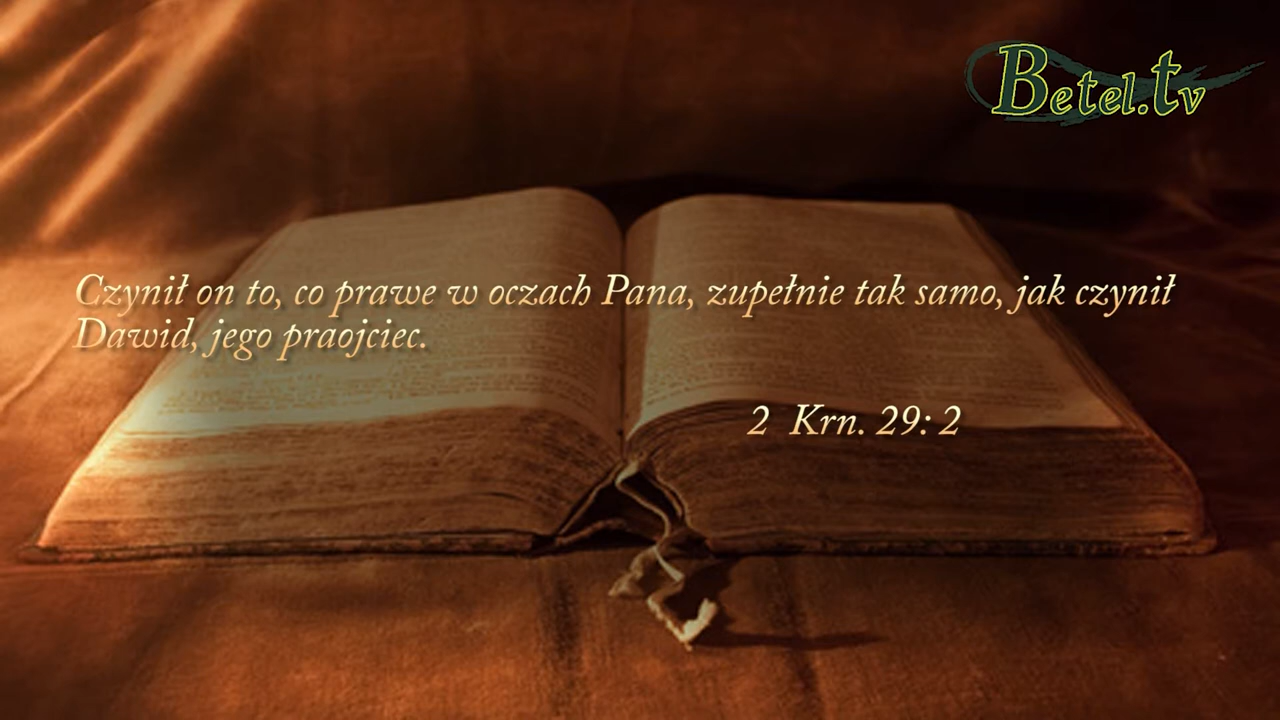 Betel.tv
Czynił on to, co prawe w oczach Pana, zupełnie tak samo, jak czynił
Dawid, jego praojciec.
2 Krn. 29: 2